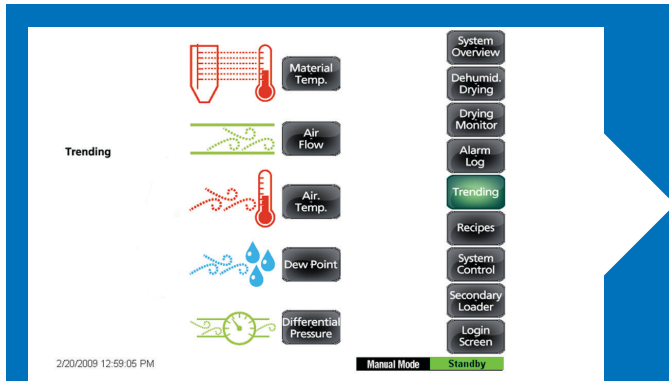 Trending
Material
Temp.
Air
Flow
Air.
Temp.
Dew Point
Differential
Pressure
System
Overview
Dehumid.
Drying
Drying
Monitor
Alarm
Log
Trending
Recipes
System
Control
Secondary
Loader
Login
Screen
2/20/2009 12:59:05 PM
Manual Mode
Standby